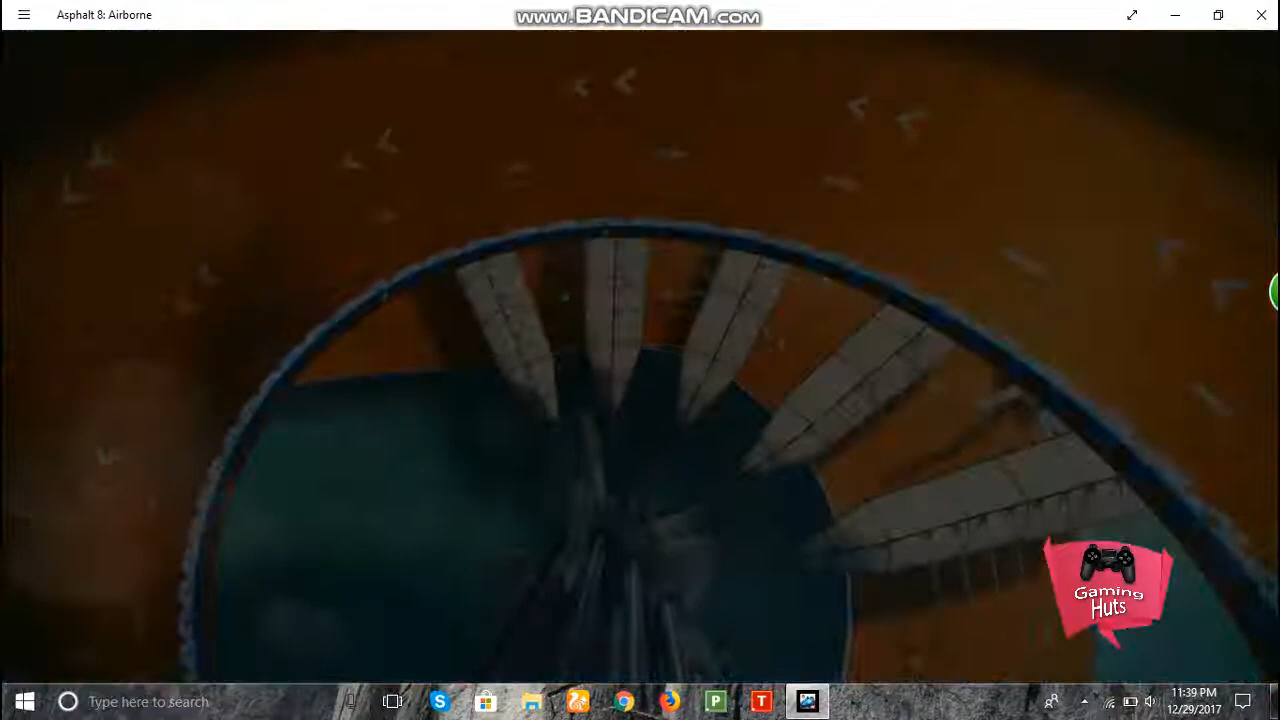 Asphalt 8: Airborne
www.BANDICAM.com
Gaming
Huts
Type here to search
S
P
T
11:39 PM
12/29/2017